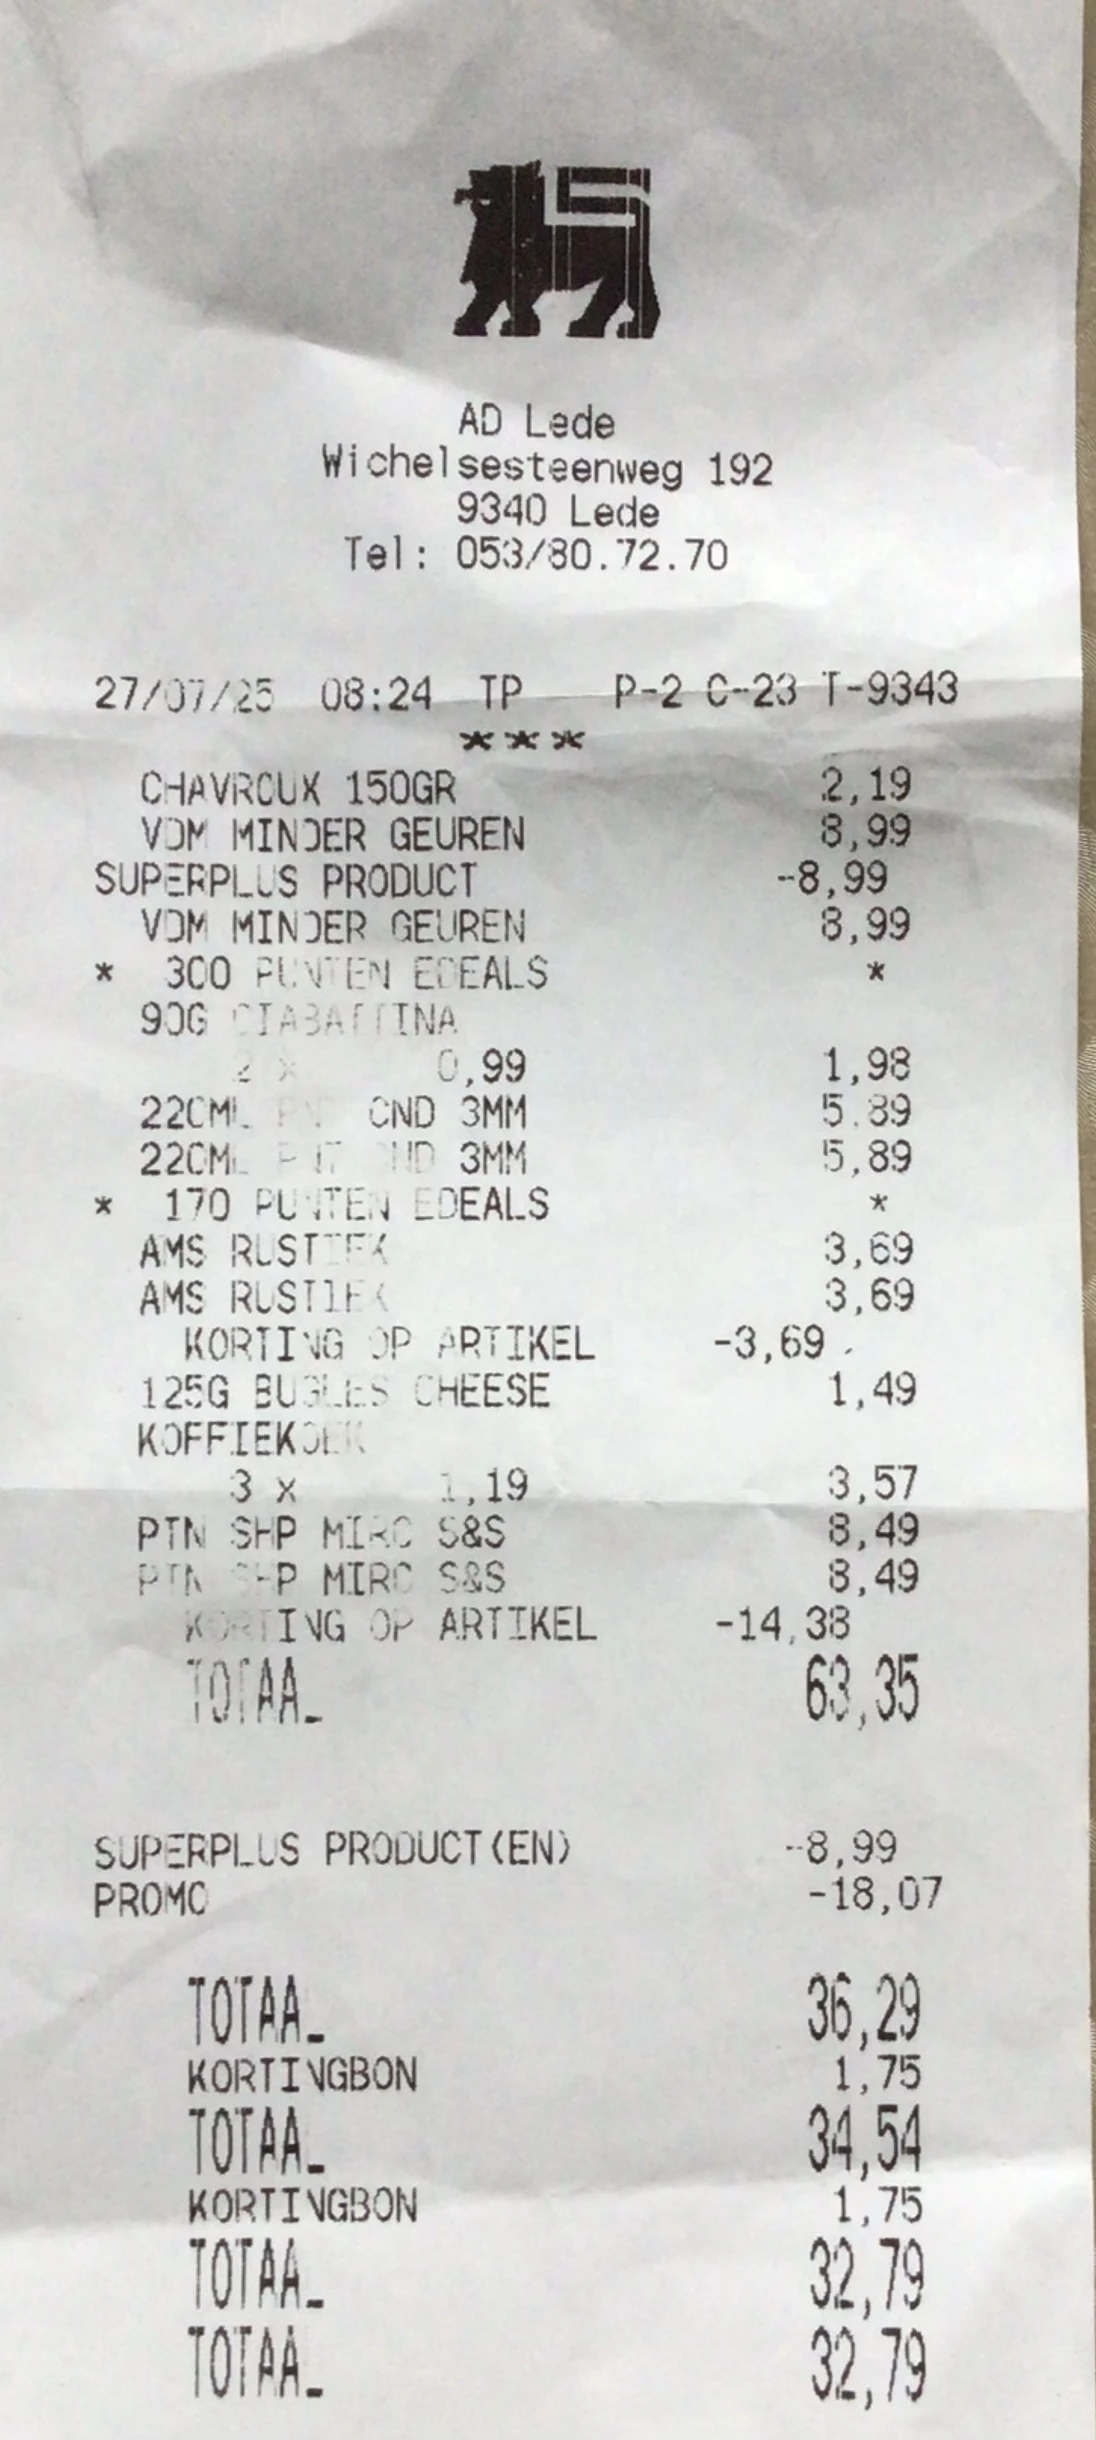 AD Lede
Wichelsesteenweg 192
9340 Lede
Tel: 053/80.72.70
27/07/25 08:24 TP P-2 C-23 T-9343
***
CHAVROUX 150GR 2,19
VDM MINDER GEUREN 8,99
SUPERPLUS PRODUCT -8,99
VDM MINDER GEUREN 8,99
* 300 PUNTEN EDEALS *
90G CIABATTINA
2 x 0,99 1,98
220ML CND 3MM 5,89
220ML PNT CND 3MM 5,89
* 170 PUNTEN EDEALS *
AMS RUSTIEK 3,69
AMS RUSTIEK 3,69
KORTING OP ARTIKEL -3,69
125G BUGLES CHEESE 1,49
KOFFIEKOEK
3 x 1,19 3,57
PTN SHP MIRC S&S 8,49
PTN SHP MIRC S&S 8,49
KORTING OP ARTIKEL -14,38
TOTAAL 63,35
SUPERPLUS PRODUCT(EN) -8,99
PROMO -18,07
TOTAAL 36,29
KORTINGBON 1,75
TOTAAL 34,54
KORTINGBON 1,75
TOTAAL 32,79
TOTAAL 32,79